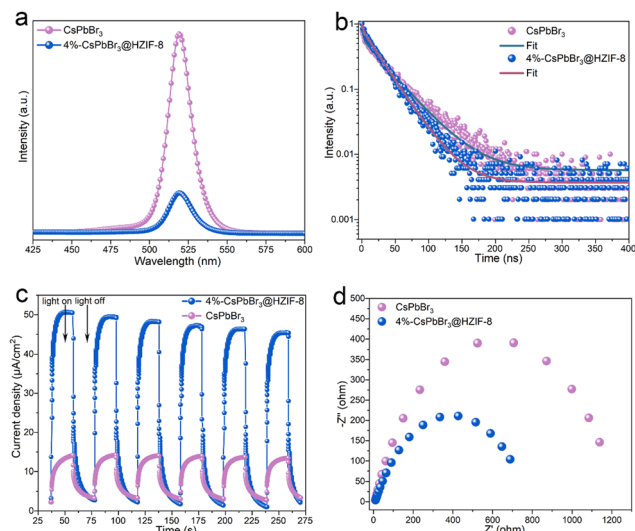 a
CsPbBr₃
4%-CsPbBr₃@HZIF-8
Intensity (a.u.)
425 450 475 500 525 550 575 600
Wavelength (nm)
b
CsPbBr₃
Fit
4%-CsPbBr₃@HZIF-8
Fit
1
0.1
0.01
0.001
Intensity (a.u.)
0 50 100 150 200 250 300 350 400
Time (ns)
c
light on light off
4%-CsPbBr₃@HZIF-8
CsPbBr₃
60
50
40
30
20
10
0
Current density (µA/cm²)
25 50 75 100 125 150 175 200 225 250 275
Time (s)
d
CsPbBr₃
4%-CsPbBr₃@HZIF-8
500
450
400
350
300
250
200
150
100
50
0
-Z'' (ohm)
0 200 400 600 800 1000 1200
Z' (ohm)